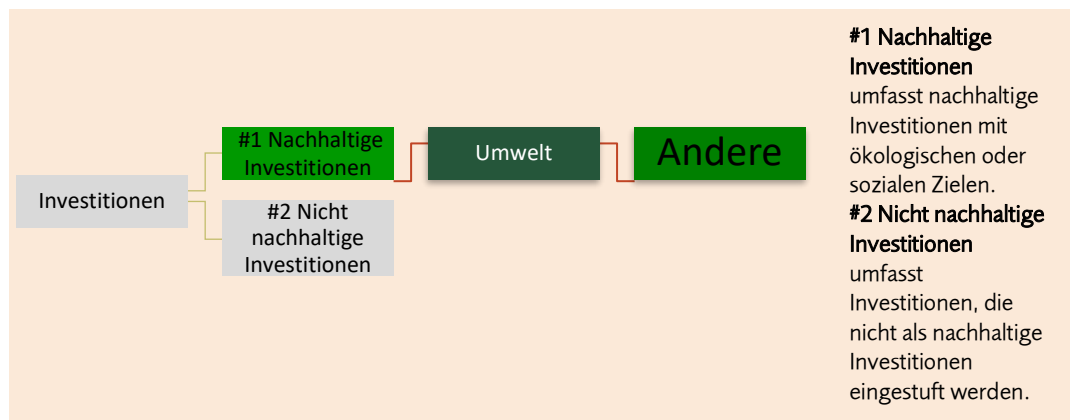 Investitionen
#1 Nachhaltige
Investitionen
#2 Nicht
nachhaltige
Investitionen
Umwelt
Andere
#1 Nachhaltige
Investitionen
umfasst nachhaltige
Investitionen mit
ökologischen oder
sozialen Zielen.
#2 Nicht nachhaltige
Investitionen
umfasst
Investitionen, die
nicht als nachhaltige
Investitionen
eingestuft werden.